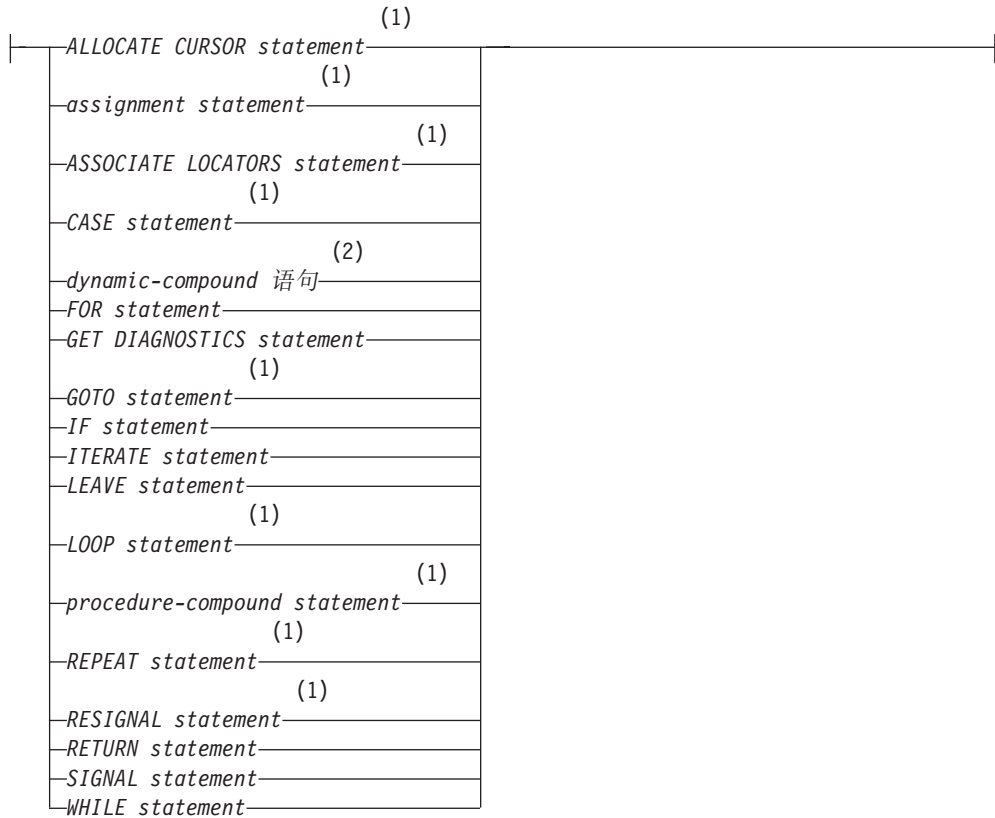 (1)
ALLOCATE CURSOR statement
(1)
assignment statement
(1)
ASSOCIATE LOCATORS statement
(1)
CASE statement
(2)
dynamic-compound 语句
FOR statement
GET DIAGNOSTICS statement
(1)
GOTO statement
IF statement
ITERATE statement
LEAVE statement
(1)
LOOP statement
(1)
procedure-compound statement
(1)
REPEAT statement
(1)
RESIGNAL statement
RETURN statement
SIGNAL statement
WHILE statement